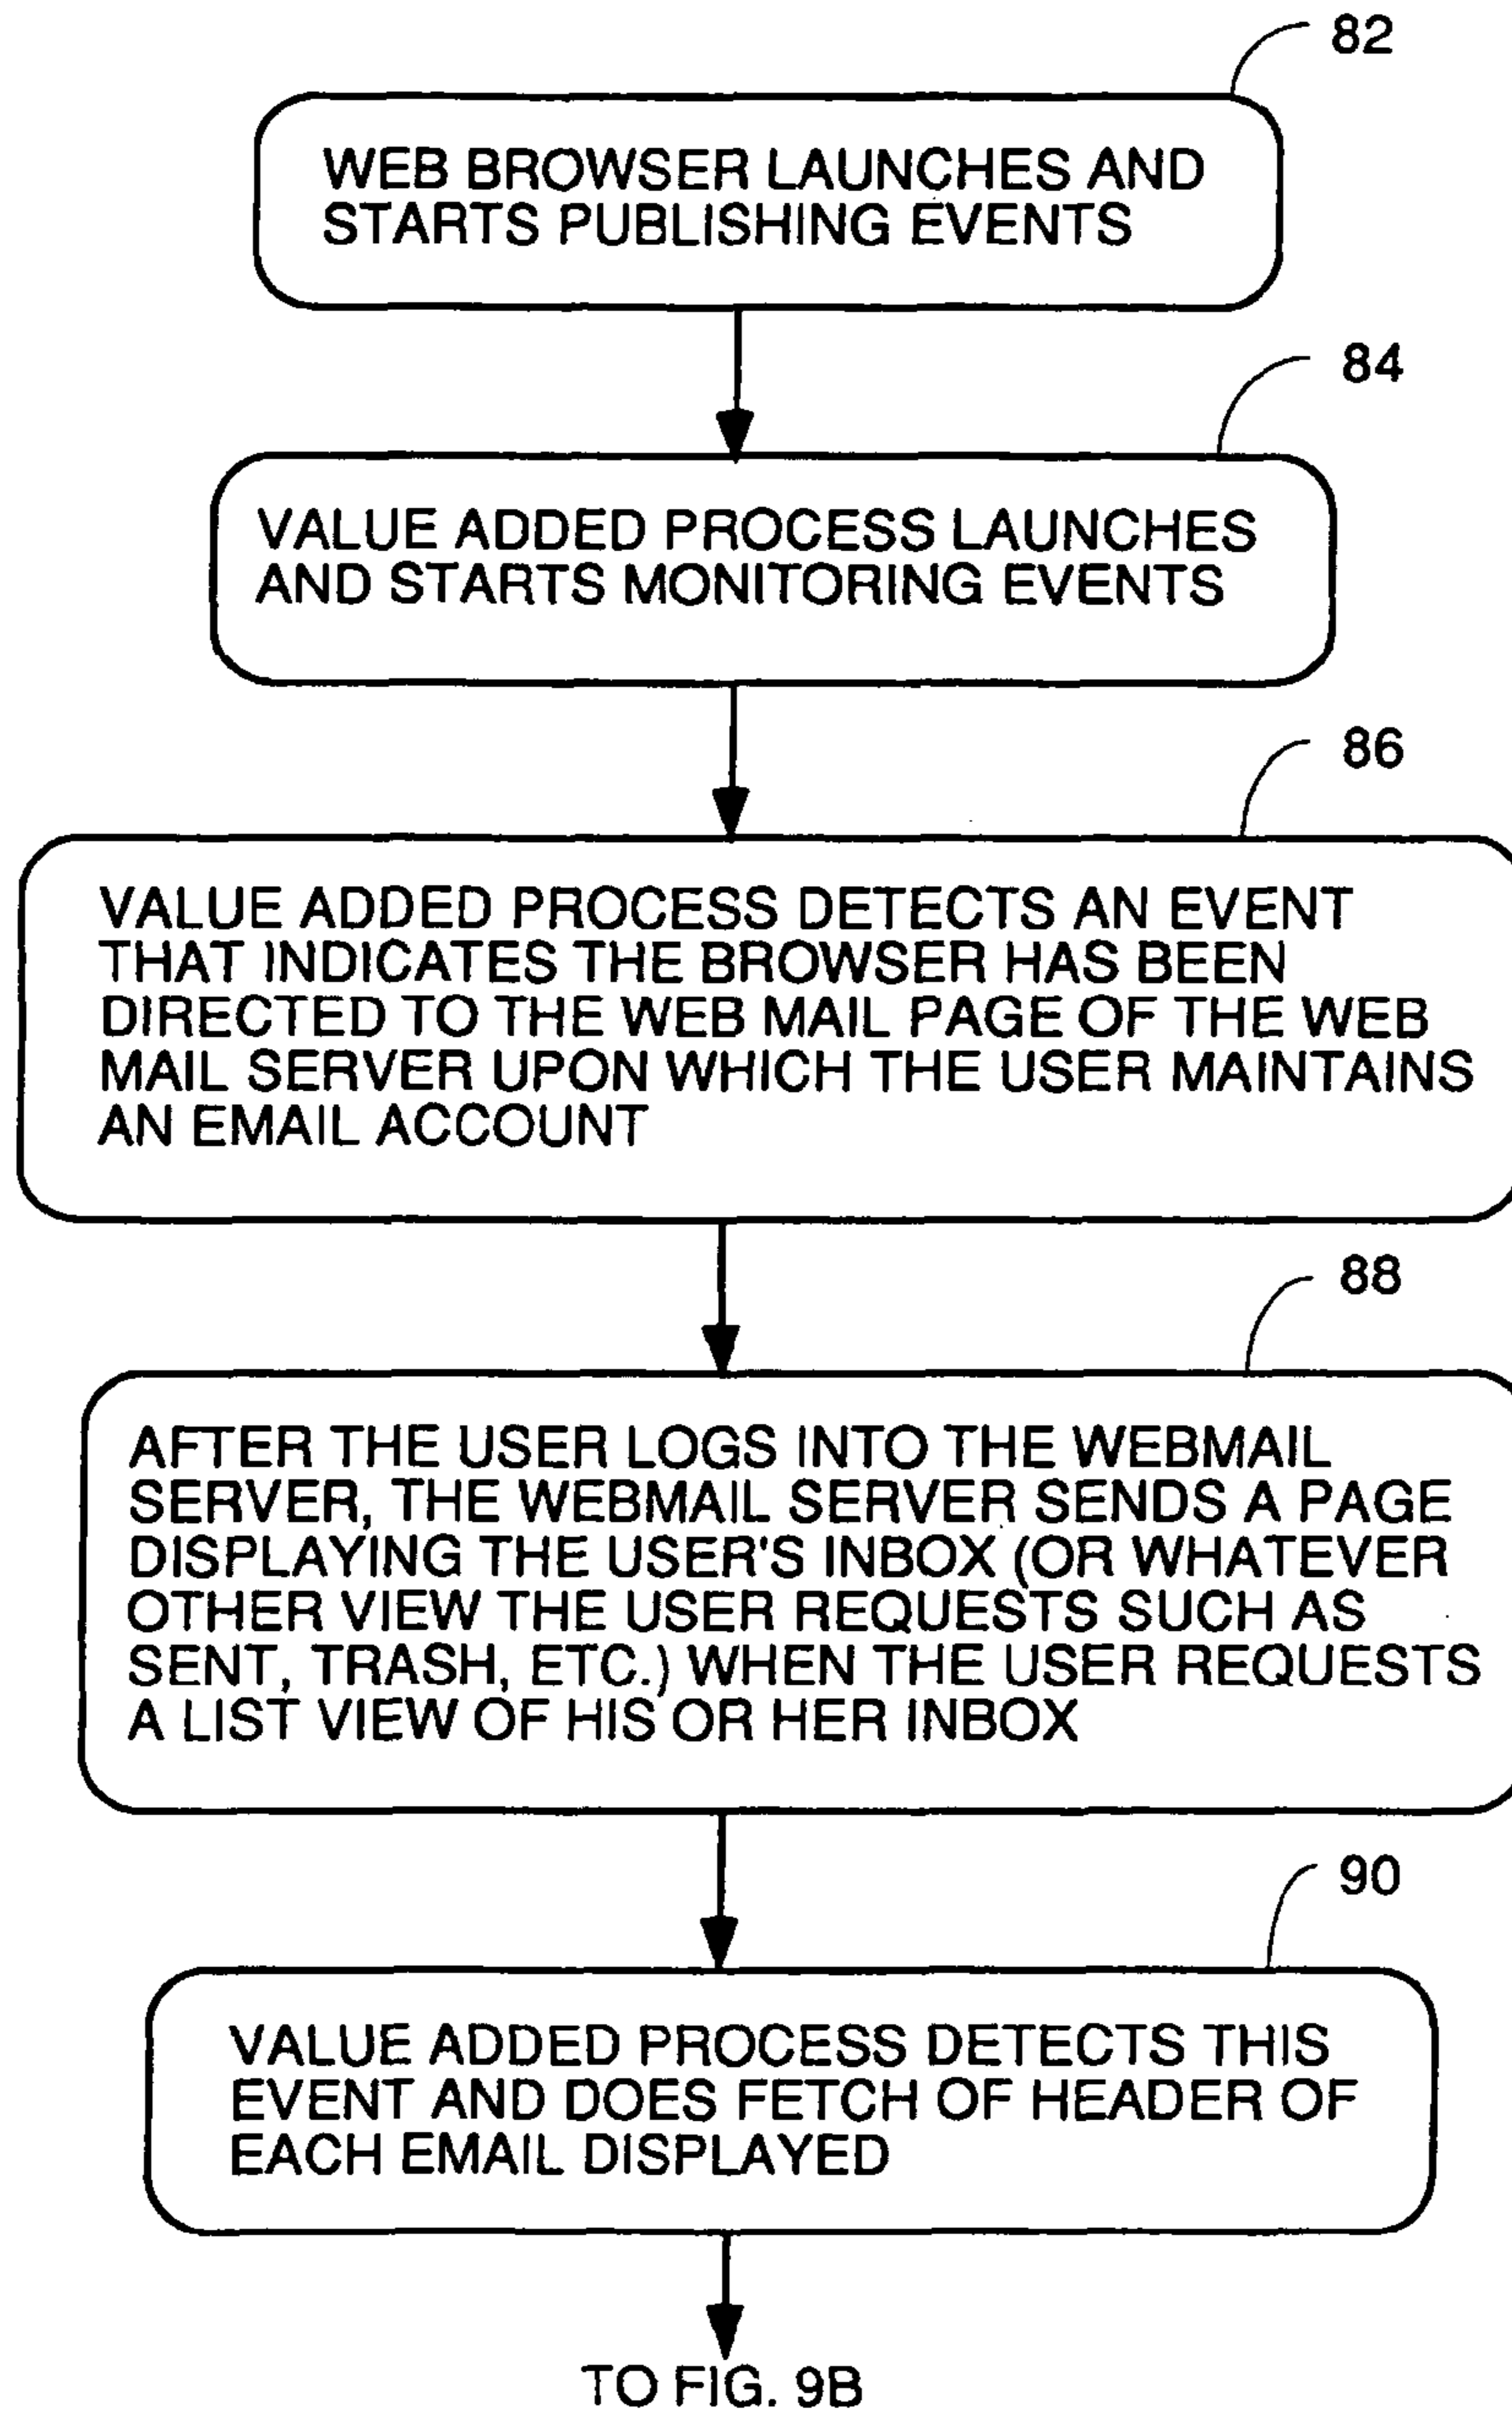 82
WEB BROWSER LAUNCHES AND
STARTS PUBLISHING EVENTS
84
VALUE ADDED PROCESS LAUNCHES
AND STARTS MONITORING EVENTS
86
VALUE ADDED PROCESS DETECTS AN EVENT
THAT INDICATES THE BROWSER HAS BEEN
DIRECTED TO THE WEB MAIL PAGE OF THE WEB
MAIL SERVER UPON WHICH THE USER MAINTAINS
AN EMAIL ACCOUNT
88
AFTER THE USER LOGS INTO THE WEBMAIL
SERVER, THE WEBMAIL SERVER SENDS A PAGE
DISPLAYING THE USER'S INBOX (OR WHATEVER
OTHER VIEW THE USER REQUESTS SUCH AS
SENT, TRASH, ETC.) WHEN THE USER REQUESTS
A LIST VIEW OF HIS OR HER INBOX
90
VALUE ADDED PROCESS DETECTS THIS
EVENT AND DOES FETCH OF HEADER OF
EACH EMAIL DISPLAYED
TO FIG. 9B